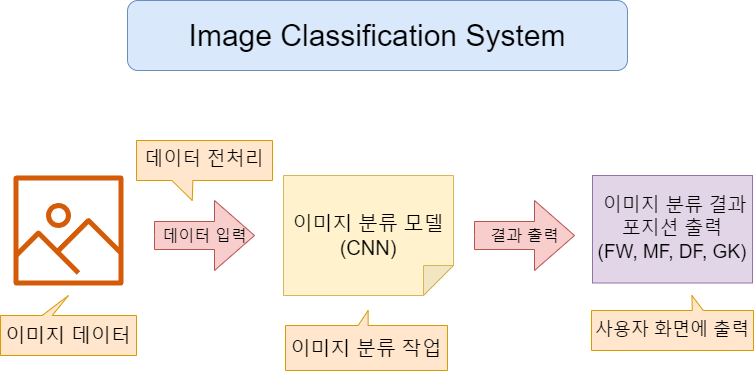 Image Classification System
데이터 전처리
데이터 입력
이미지 데이터
이미지 분류 모델
(CNN)
이미지 분류 작업
결과 출력
이미지 분류 결과
포지션 출력
(FW, MF, DF, GK)
사용자 화면에 출력